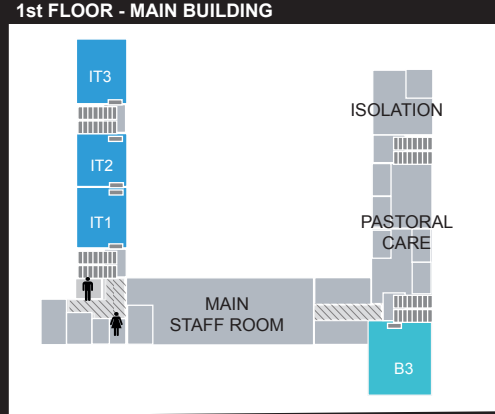 1st FLOOR - MAIN BUILDING
IT3
ISOLATION
IT2
IT1
PASTORAL
CARE
MAIN
STAFF ROOM
B3